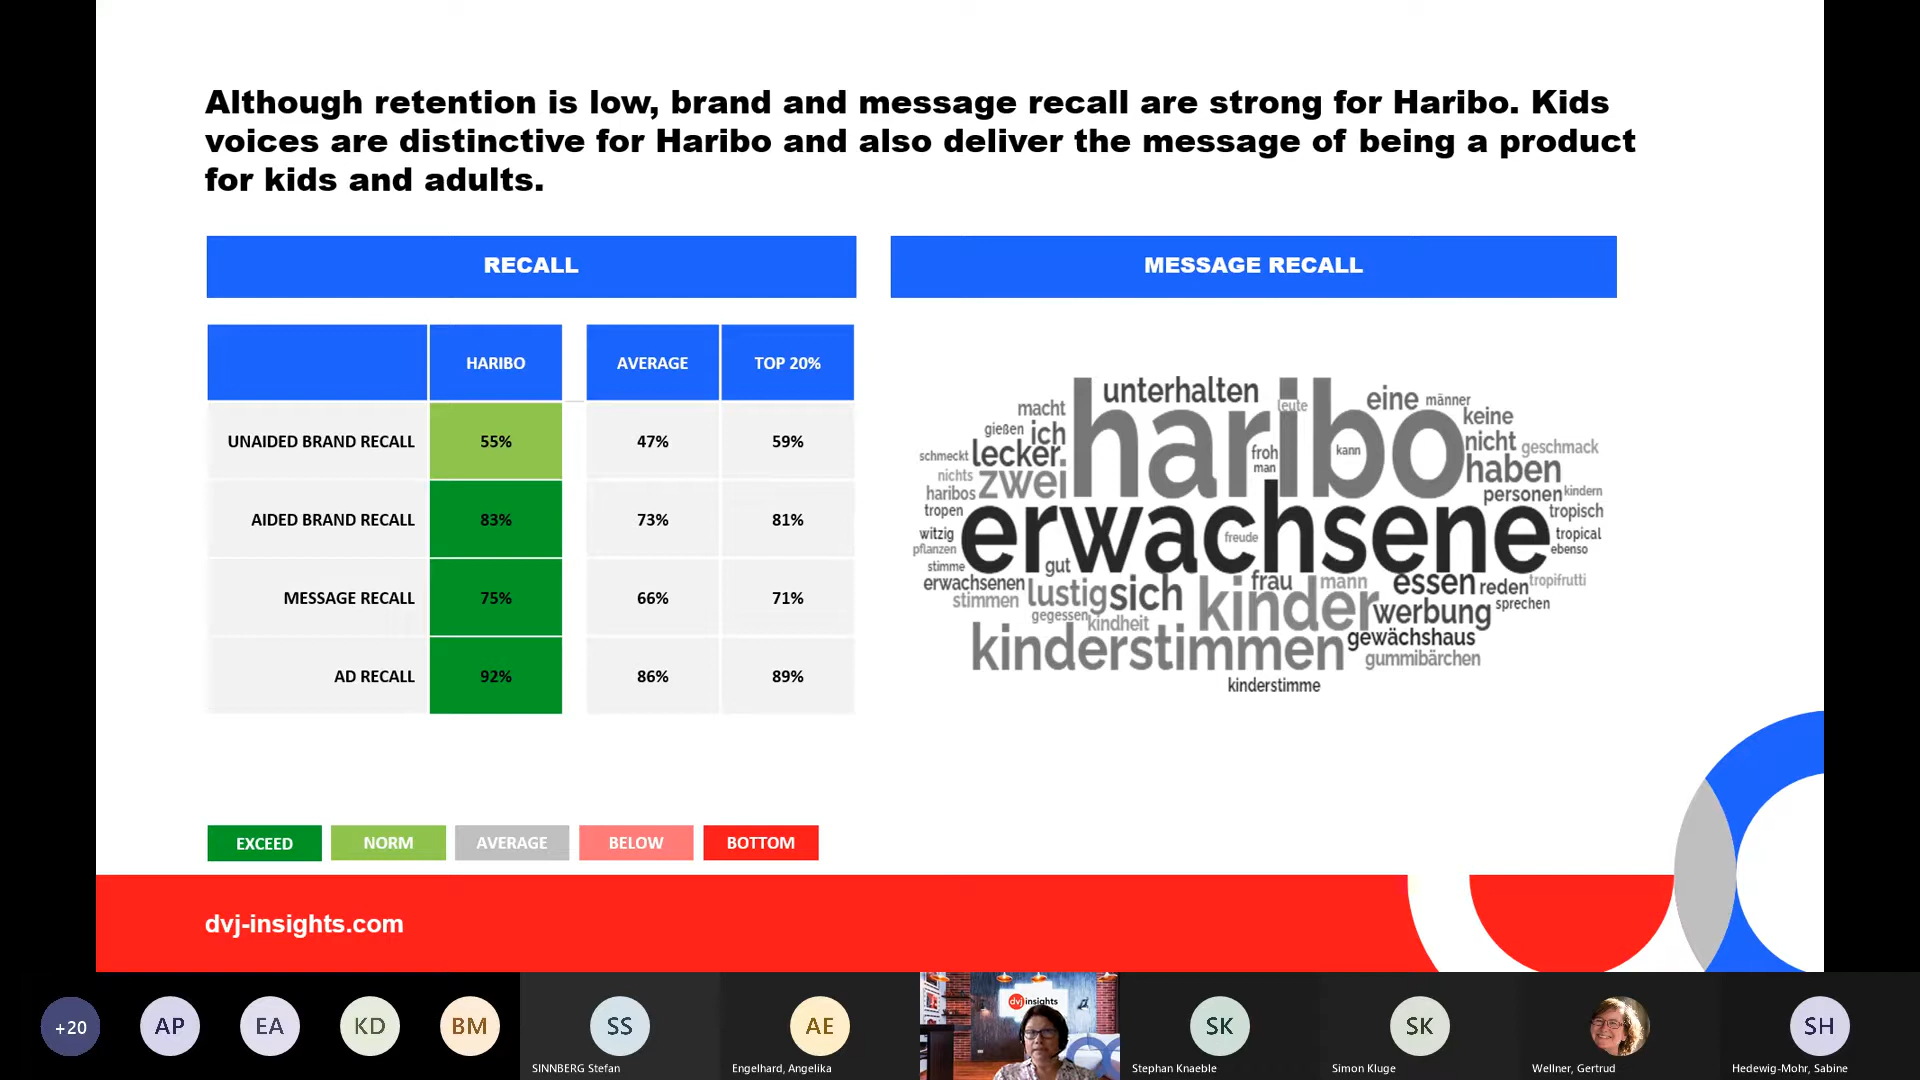 Although retention is low, brand and message recall are strong for Haribo. Kids
voices are distinctive for Haribo and also deliver the message of being a product
for kids and adults.
RECALL
HARIBO AVERAGE TOP 20%
UNAIDED BRAND RECALL 55% 47% 59%
AIDED BRAND RECALL 83% 73% 81%
MESSAGE RECALL 75% 66% 71%
AD RECALL 92% 86% 89%
MESSAGE RECALL
unterhalten
leute
eine
männer
macht
keine
gießen
ich
haribo
nicht
geschmack
schmeckt
lecker
froh
kann
man
haben
nichts
zwei
haribos
personen
kindern
tropen
erwachsene
tropisch
witzig
freude
tropical
pflanzen
ebenso
stimme
gut
erwachsenen
lustig
sich
frau
mann
essen
reden
tropifrutti
stimmen
kinder
sprechen
gegessen
kindheit
werbung
kinderstimmen
gewächshaus
gummibärchen
kinderstimme
EXCEED NORM AVERAGE BELOW BOTTOM
dvj-insights.com
+20 AP EA KD BM SS AE dvj insights SK SK SH
SINNBERG Stefan Engelhard, Angelika Stephan Knaeble Simon Kluge Wellner, Gertrud Hedewig-Mohr, Sabine